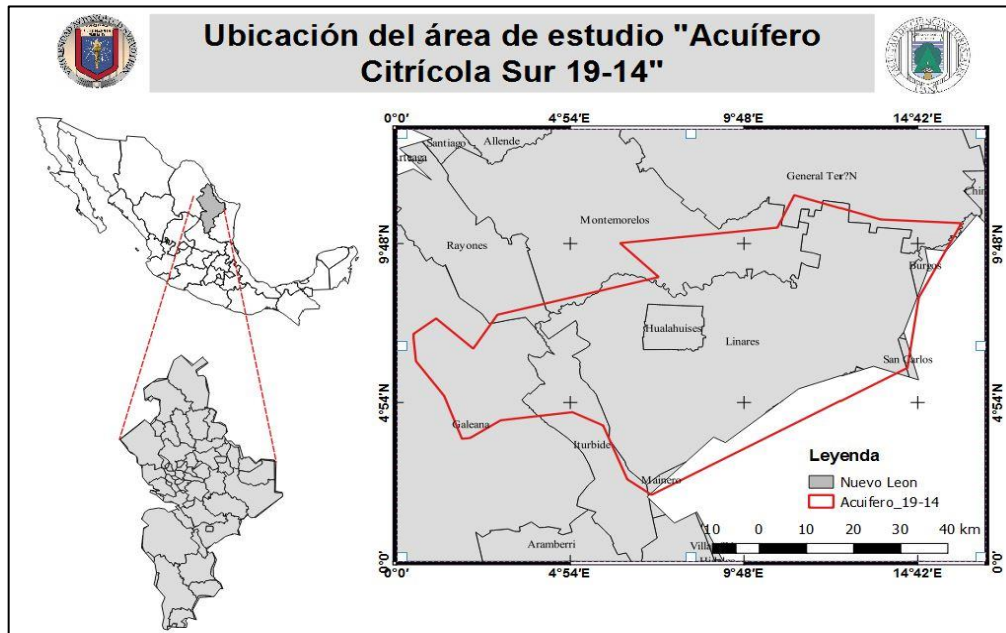 Ubicación del área de estudio "Acuífero
Citrícola Sur 19-14"
0°0' 4°54'E 9°48'E 14°42'E
Santiago
Allende
General Ter?N
Montemorelos
9°48'E
Rayones
9°48'E
Burgos
Hualahuises
Linares
San Carlos
4°54'E
4°54'E
Galeana
Iturbide
Mainero
Leyenda
Nuevo Leon
Acuifero_19-14
Aramberri
10 0 10 20 30 40 km
0°0'
0°0'
0°0' 4°54'E 9°48'E 14°42'E